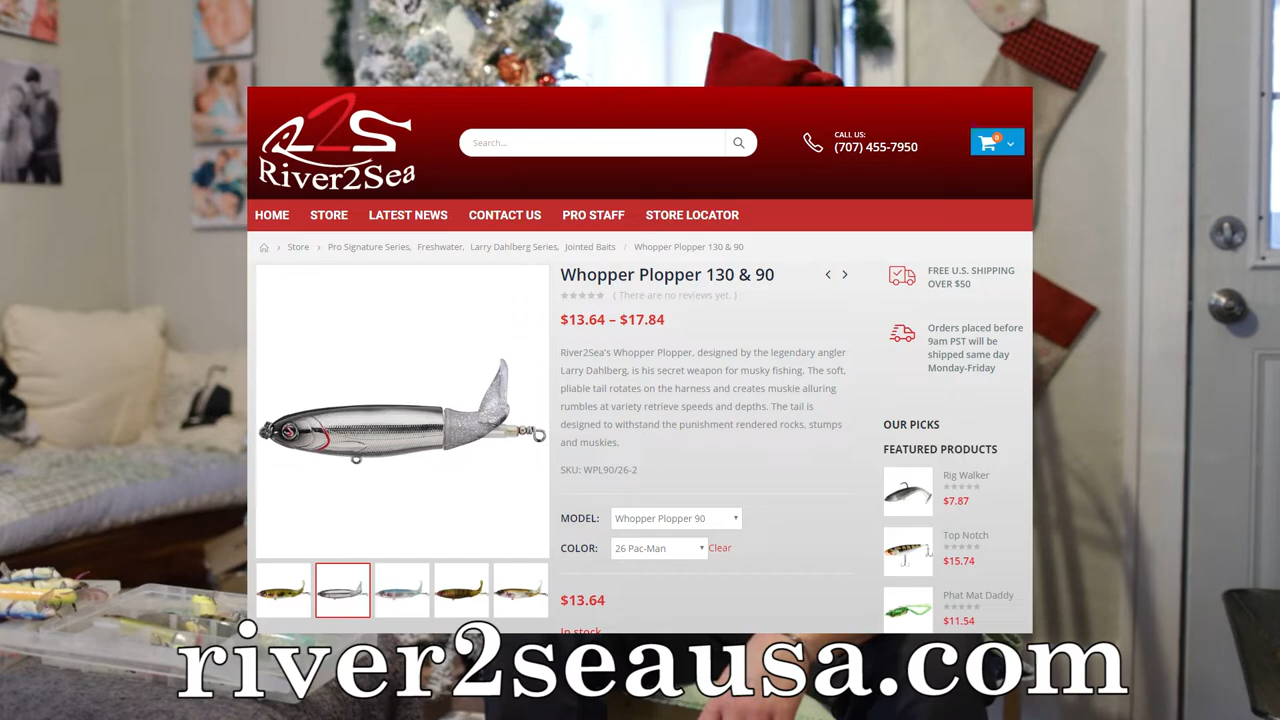 R2S
River2Sea
Search...
CALL US:
(707) 455-7950
0
HOME STORE LATEST NEWS CONTACT US PRO STAFF STORE LOCATOR
Store > Pro Signature Series, Freshwater, Larry Dahlberg Series, Jointed Baits / Whopper Plopper 130 & 90
Whopper Plopper 130 & 90
( There are no reviews yet. )
$13.64 – $17.84
River2Sea's Whopper Plopper, designed by the legendary angler
Larry Dahlberg, is his secret weapon for musky fishing. The soft,
pliable tail rotates on the harness and creates muskie alluring
rumbles at variety retrieve speeds and depths. The tail is
designed to withstand the punishment rendered rocks, stumps
and muskies.
SKU: WPL90/26-2
MODEL: Whopper Plopper 90
COLOR: 26 Pac-Man Clear
$13.64
In stock
FREE U.S. SHIPPING
OVER $50
Orders placed before
9am PST will be
shipped same day
Monday-Friday
OUR PICKS
FEATURED PRODUCTS
Rig Walker
$7.87
Top Notch
$15.74
Phat Mat Daddy
$11.54
river2seausa.com